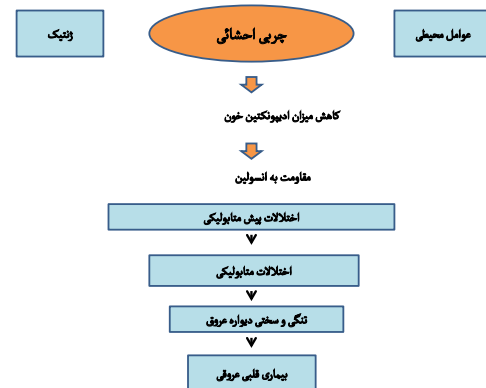 عوامل محیطی
چربی احشائی
ژنتیک
کاهش میزان ادیپونکتین خون
مقاومت به انسولین
اختلالات پیش متابولیکی
اختلالات متابولیکی
تنگی و سختی دیواره عروق
بیماری قلبی عروقی